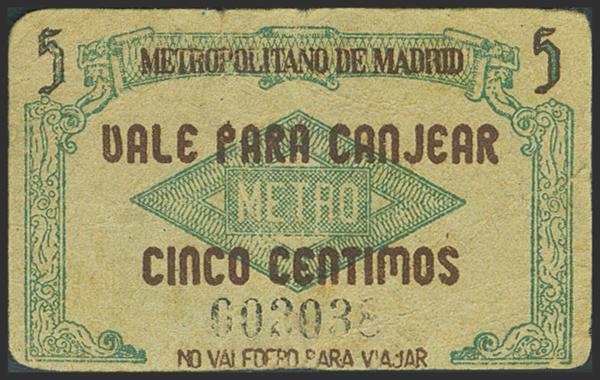 5 METROPOLITANO DE MADRID 5
VALE PARA CANJEAR
METRO
CINCO CENTIMOS
NO VALEDERO PARA VIAJAR